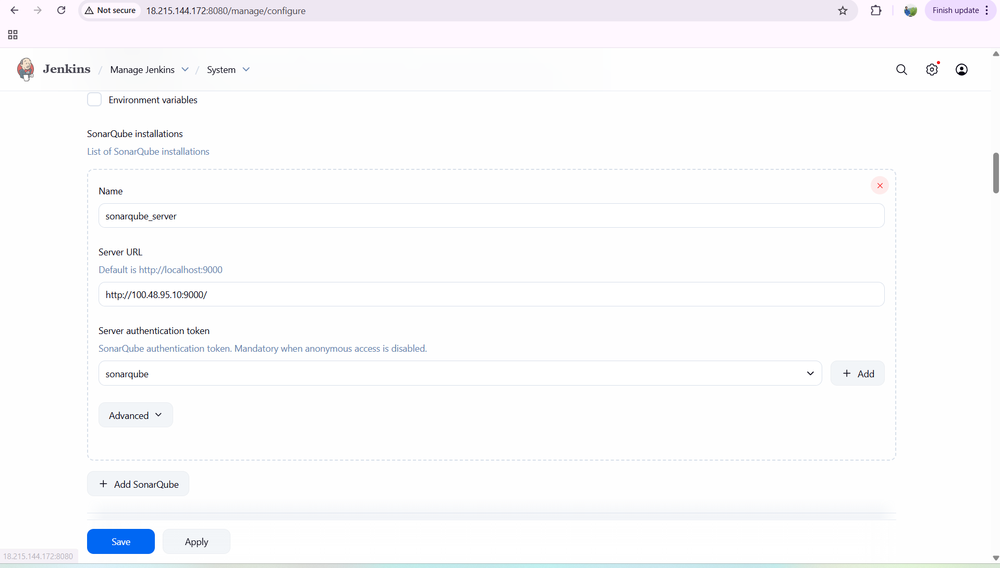 Not secure 18.215.144.172:8080/manage/configure Finish update
Jenkins / Manage Jenkins / System
Environment variables
SonarQube installations
List of SonarQube installations
Name
sonarqube_server
Server URL
Default is http://localhost:9000
http://100.48.95.10:9000/
Server authentication token
SonarQube authentication token. Mandatory when anonymous access is disabled.
sonarqube
+ Add
Advanced
+ Add SonarQube
Save Apply
18.215.144.172:8080